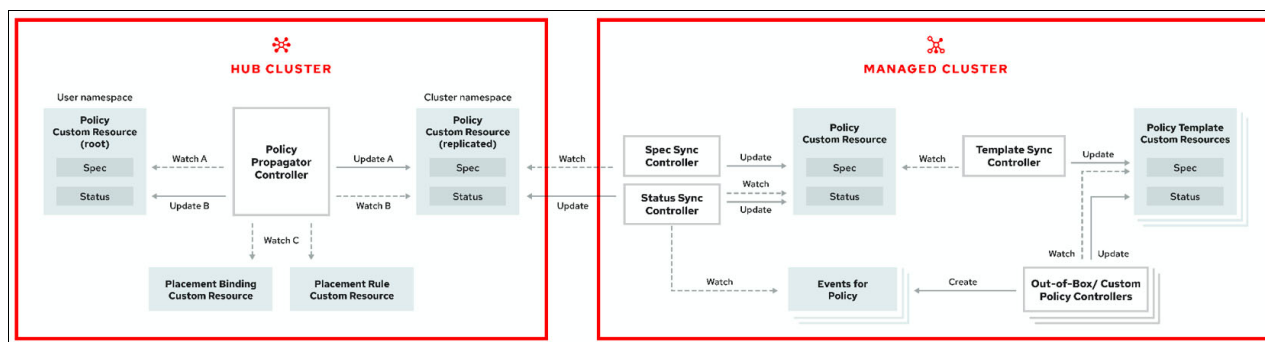 HUB CLUSTER
User namespace
Policy
Custom Resource
(root)
Spec
Status
Watch A
Update B
Policy
Propagator
Controller
Update A
Watch B
Watch C
Cluster namespace
Policy
Custom Resource
(replicated)
Spec
Status
Placement Binding
Custom Resource
Placement Rule
Custom Resource
MANAGED CLUSTER
Watch
Update
Spec Sync
Controller
Status Sync
Controller
Update
Watch
Update
Watch
Policy
Custom Resource
Spec
Status
Watch
Template Sync
Controller
Update
Policy Template
Custom Resources
Spec
Status
Watch
Update
Events for
Policy
Create
Out-of-Box/ Custom
Policy Controllers